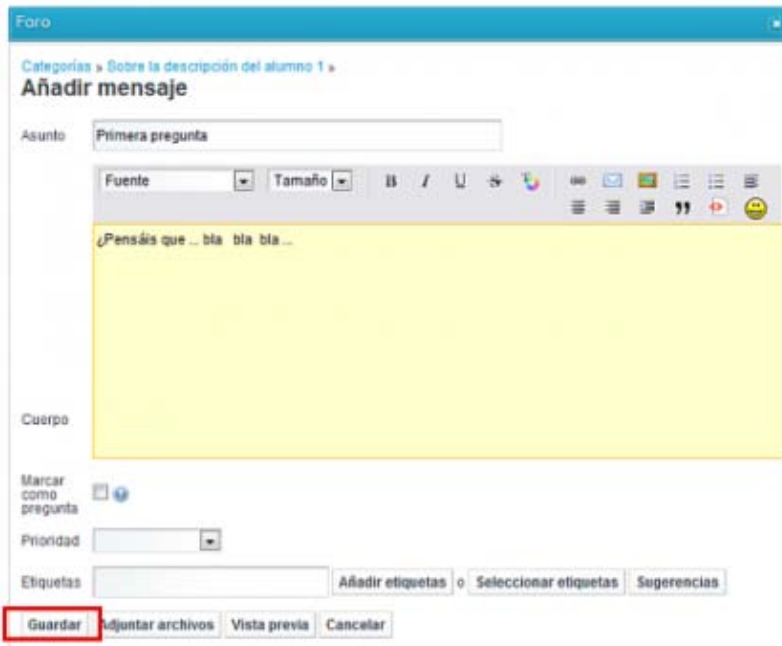 Foro
Categorías » Sobre la descripción del alumno 1 »
Añadir mensaje
Asunto Primera pregunta
Fuente Tamaño B I U S
¿Pensáis que ... bla bla bla ...
Cuerpo
Marcar
como
pregunta
Prioridad
Etiquetas Añadir etiquetas o Seleccionar etiquetas Sugerencias
Guardar Adjuntar archivos Vista previa Cancelar